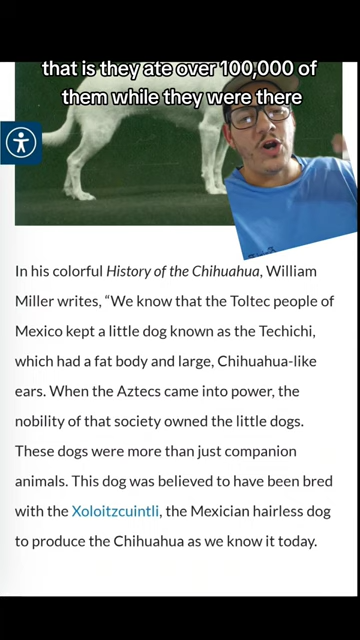 that is they ate over 100,000 of
them while they were there
In his colorful History of the Chihuahua, William
Miller writes, “We know that the Toltec people of
Mexico kept a little dog known as the Techichi,
which had a fat body and large, Chihuahua-like
ears. When the Aztecs came into power, the
nobility of that society owned the little dogs.
These dogs were more than just companion
animals. This dog was believed to have been bred
with the Xoloitzcuintli, the Mexician hairless dog
to produce the Chihuahua as we know it today.